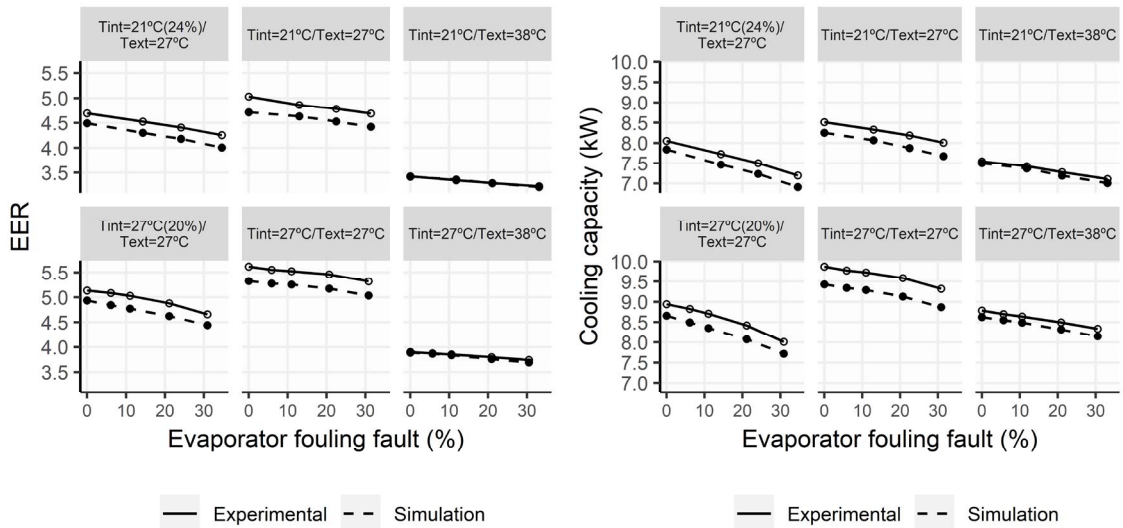 Tint=21ºC(24%)/
Text=27ºC
Tint=21ºC/Text=27ºC
Tint=21ºC/Text=38ºC
5.5
5.0
4.5
4.0
3.5
Tint=27ºC(20%)/
Text=27ºC
Tint=27ºC/Text=27ºC
Tint=27ºC/Text=38ºC
5.5
5.0
4.5
4.0
3.5
EER
0 10 20 30 0 10 20 30 0 10 20 30
Evaporator fouling fault (%)
Experimental Simulation
Tint=21ºC(24%)/
Text=27ºC
Tint=21ºC/Text=27ºC
Tint=21ºC/Text=38ºC
10.0
9.5
9.0
8.5
8.0
7.5
7.0
Tint=27ºC(20%)/
Text=27ºC
Tint=27ºC/Text=27ºC
Tint=27ºC/Text=38ºC
10.0
9.5
9.0
8.5
8.0
7.5
7.0
Cooling capacity (kW)
0 10 20 30 0 10 20 30 0 10 20 30
Evaporator fouling fault (%)
Experimental Simulation